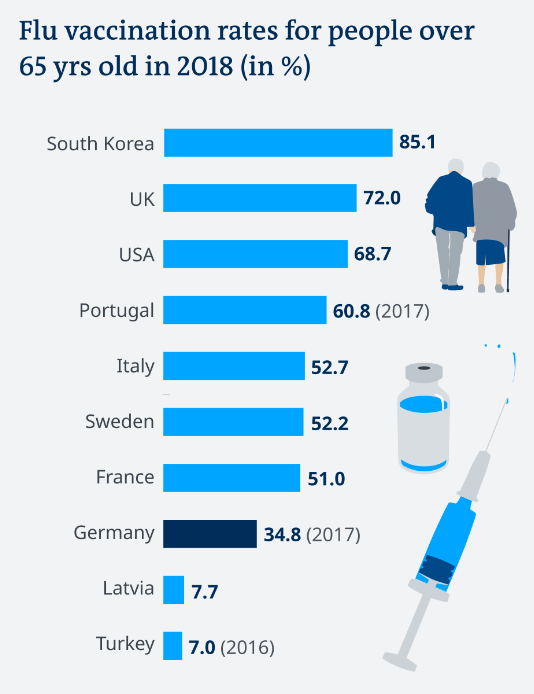 Flu vaccination rates for people over
65 yrs old in 2018 (in %)
South Korea 85.1
UK 72.0
USA 68.7
Portugal 60.8 (2017)
Italy 52.7
Sweden 52.2
France 51.0
Germany 34.8 (2017)
Latvia 7.7
Turkey 7.0 (2016)